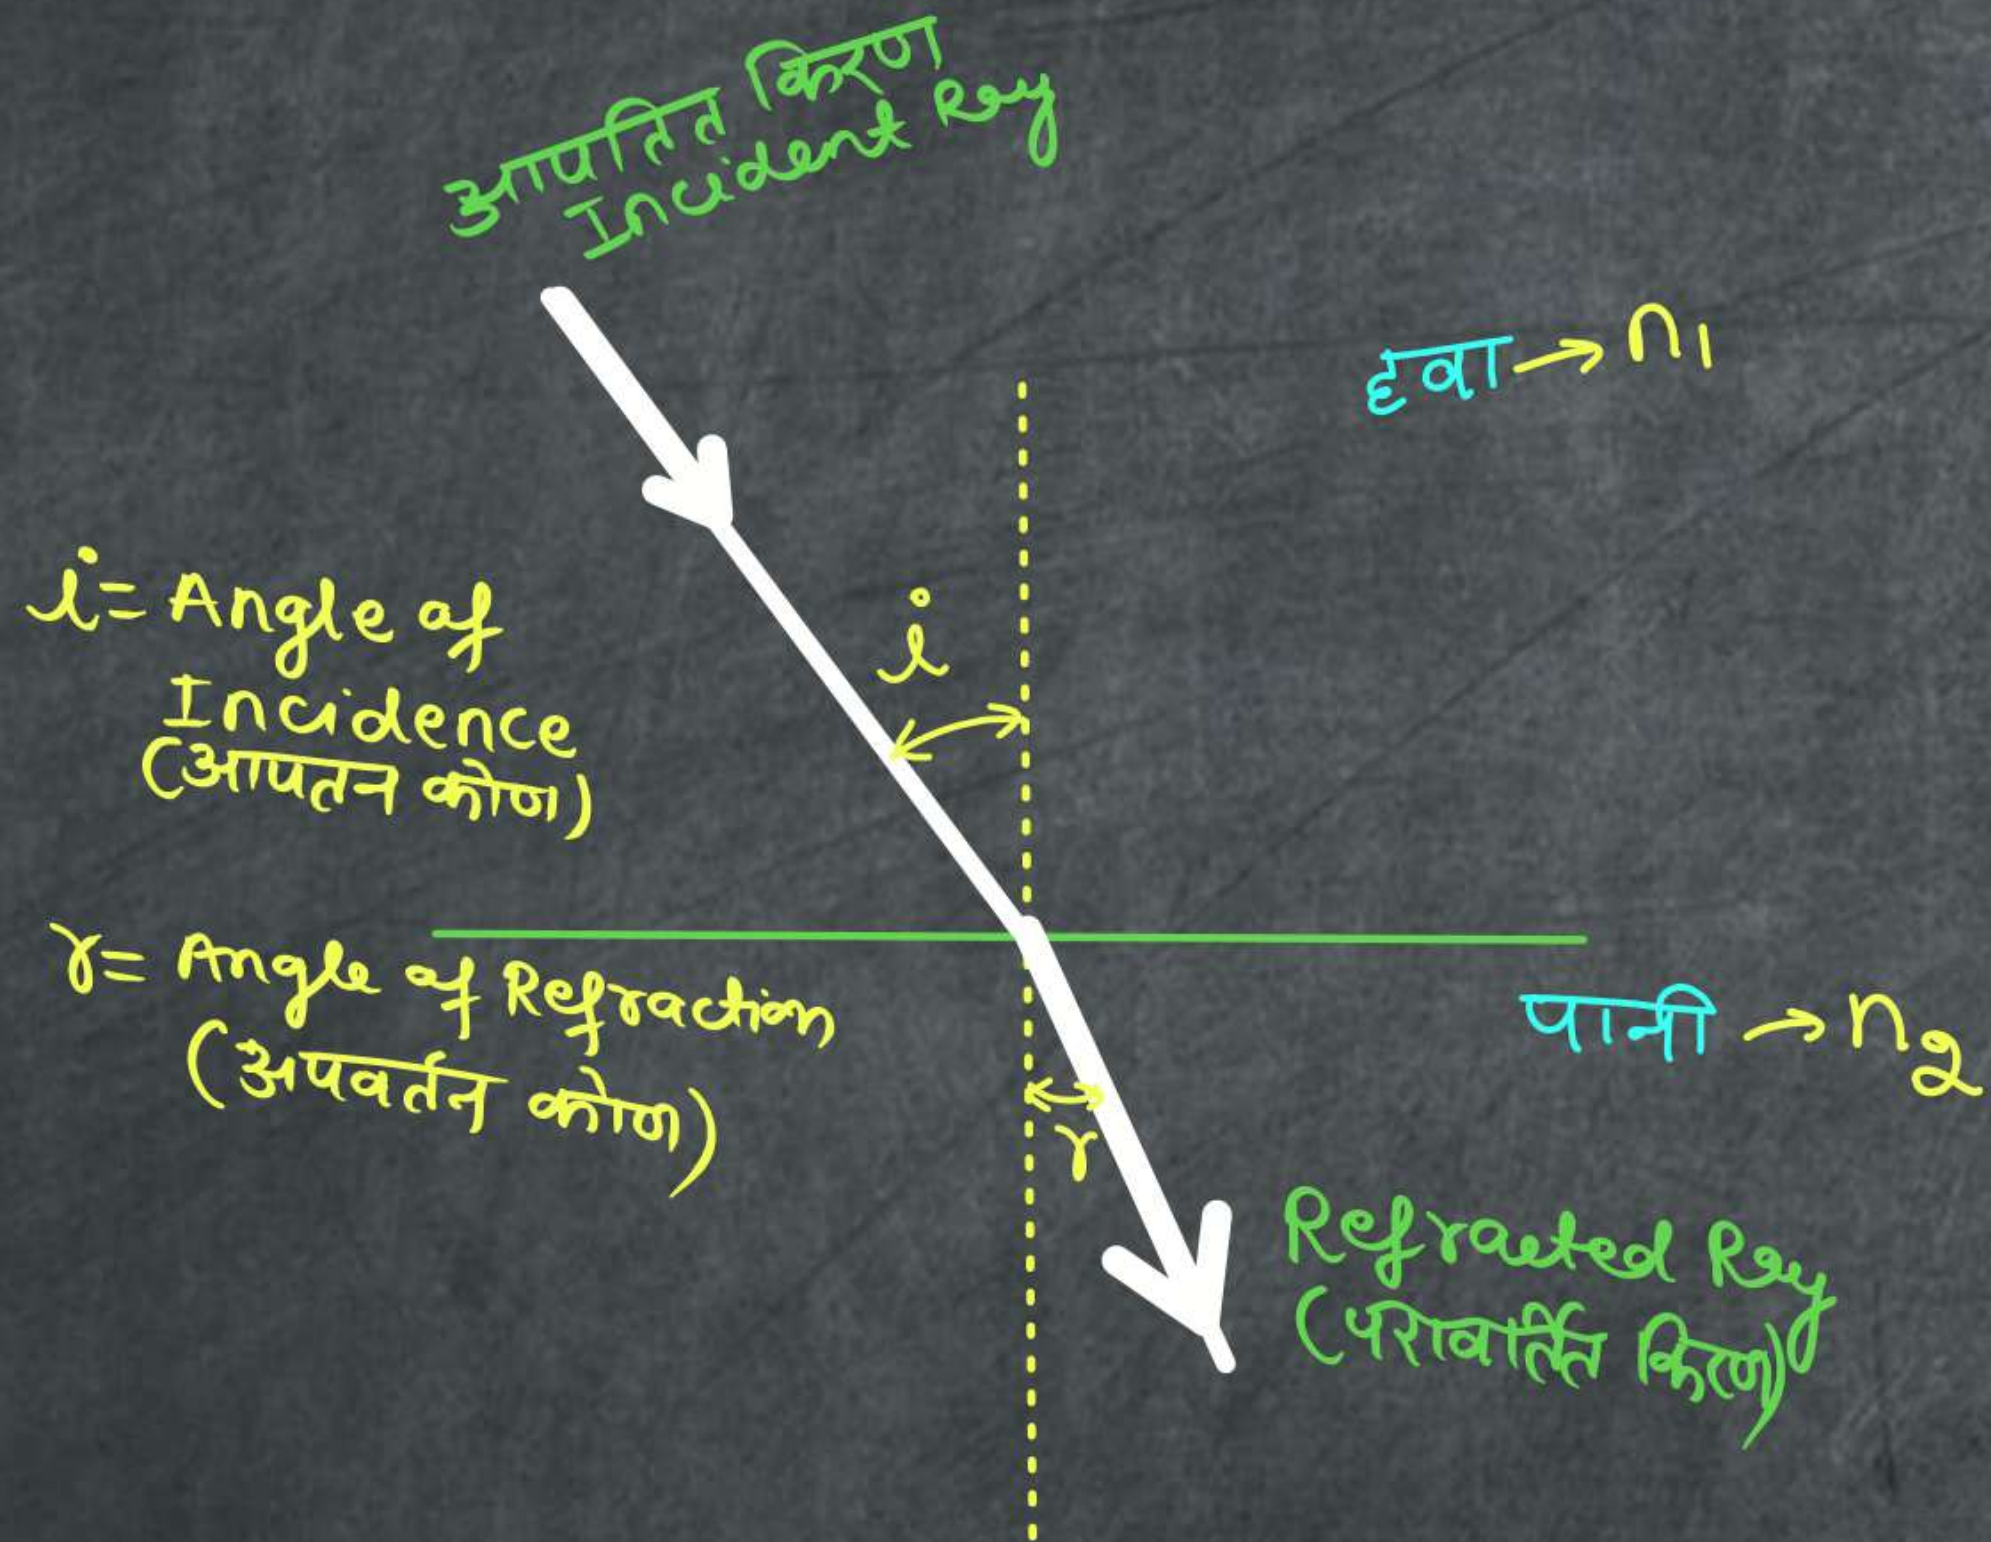 आपतित किरण
Incident Ray
हवा → n₁
i
i = Angle of
Incidence
(आपतन कोण)
r = Angle of Refraction
(अपवर्तन कोण)
पानी → n₂
r
Refracted Ray
(परावर्तित किरण)